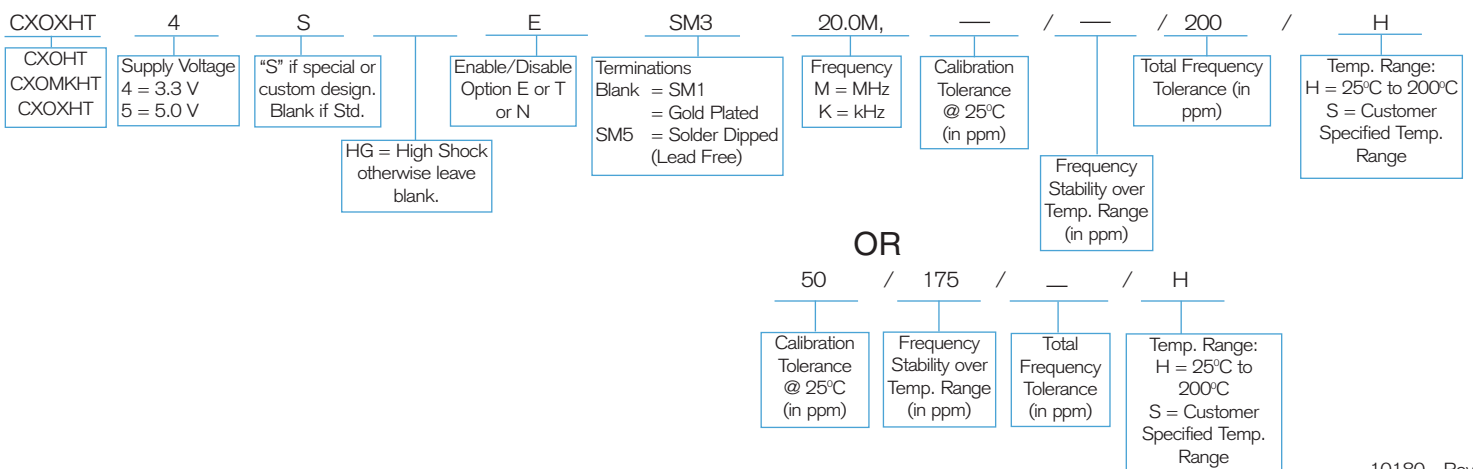 CXOXHT 4 S E SM3 20.0M, — / — / 200 / H
CXOHT
CXOMKHT
CXOXHT
Supply Voltage
4 = 3.3 V
5 = 5.0 V
“S” if special or
custom design.
Blank if Std.
HG = High Shock
otherwise leave
blank.
Enable/Disable
Option E or T
or N
Terminations
Blank = SM1
= Gold Plated
SM5 = Solder Dipped
(Lead Free)
Frequency
M = MHz
K = kHz
Calibration
Tolerance
@ 25ºC
(in ppm)
Frequency
Stability over
Temp. Range
(in ppm)
Total Frequency
Tolerance (in
ppm)
Temp. Range:
H = 25ºC to 200ºC
S = Customer
Specified Temp.
Range
OR
50 / 175 / — / H
Calibration
Tolerance
@ 25ºC
(in ppm)
Frequency
Stability over
Temp. Range
(in ppm)
Total
Frequency
Tolerance
(in ppm)
Temp. Range:
H = 25ºC to
200ºC
S = Customer
Specified Temp.
Range